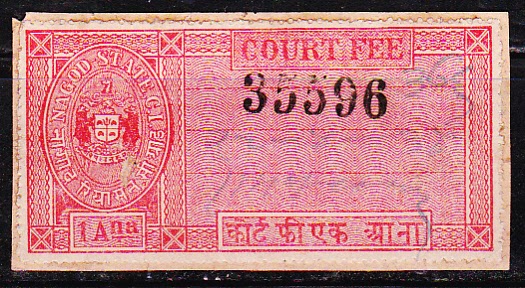 NAGOD STATE C.I.
COURT FEE
35596
1 Ana
कोर्ट फी एक आना